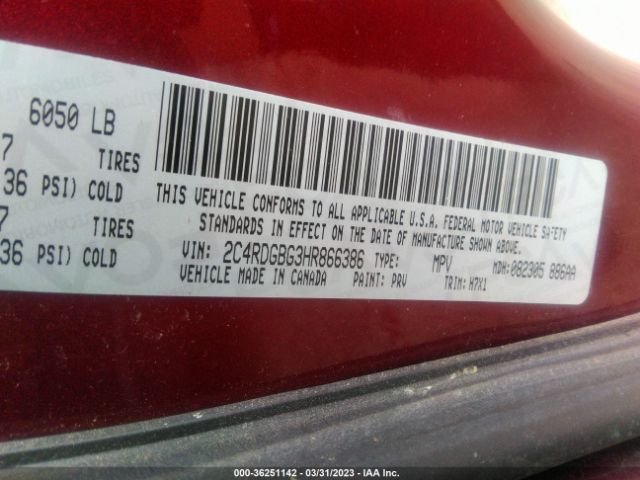 6050 LB
7 TIRES
36 PSI) COLD
7 TIRES
36 PSI) COLD
THIS VEHICLE CONFORMS TO ALL APPLICABLE U.S.A. FEDERAL MOTOR VEHICLE SAFETY
STANDARDS IN EFFECT ON THE DATE OF MANUFACTURE SHOWN ABOVE.
VIN: 2C4RDGBG3HR866386 TYPE: MPV MDH:082305 886AA
VEHICLE MADE IN CANADA PAINT: PRV TRIM: H7X1
000-36251142 / 03/31/2023 - IAA Inc.